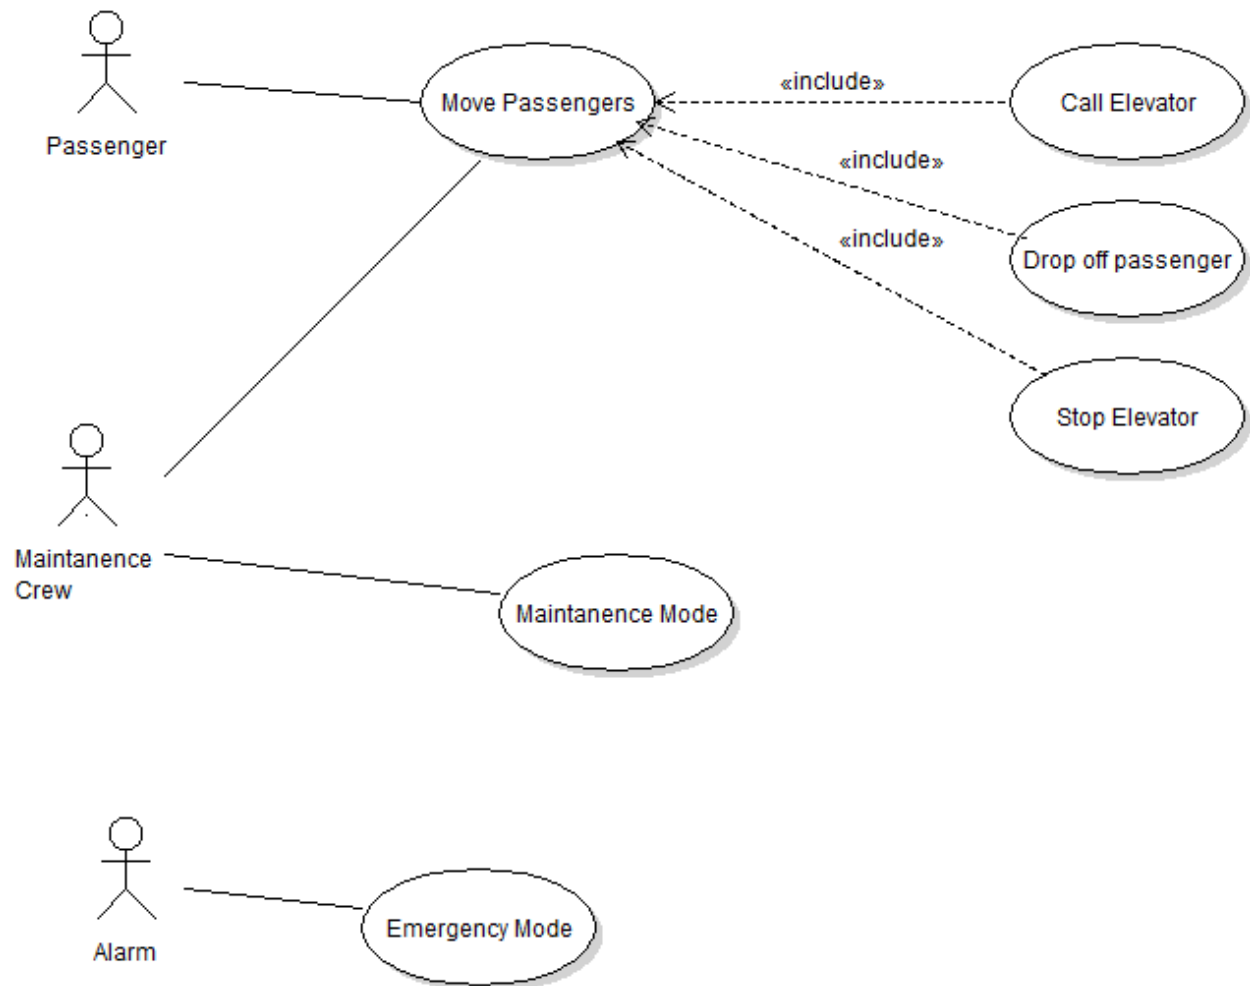 Passenger
Move Passengers
«include»
Call Elevator
«include»
Drop off passenger
«include»
Stop Elevator
Maintanence
Crew
Maintanence Mode
Alarm
Emergency Mode